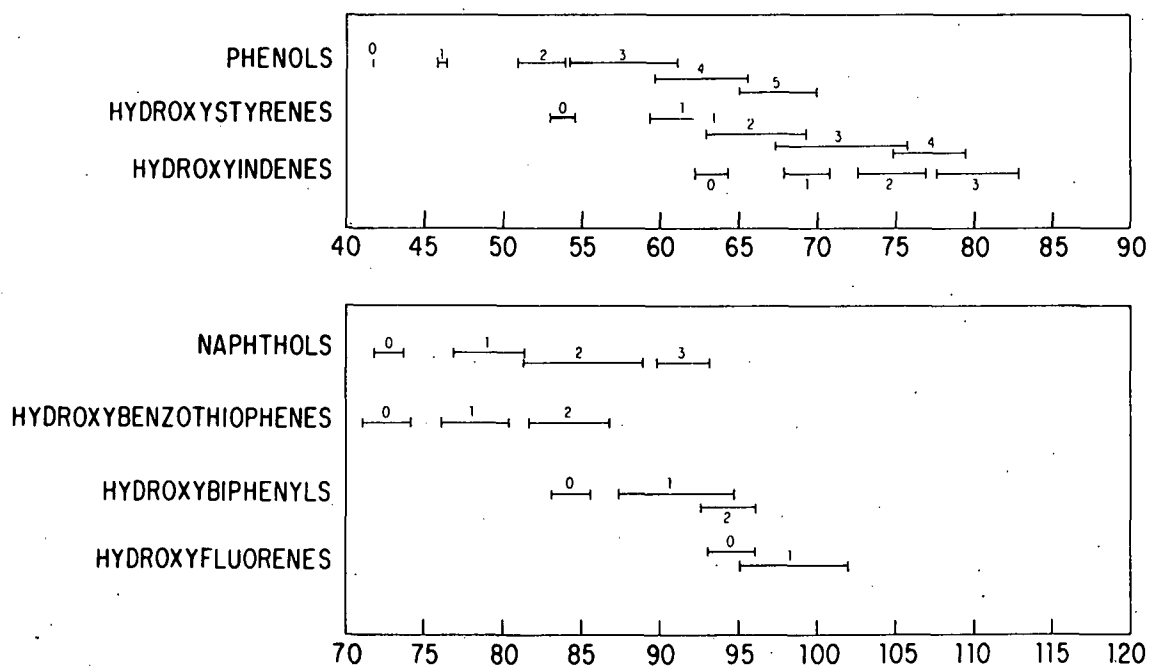 0
PHENOLS 1 2 3
4
5
HYDROXYSTYRENES 0 1 1
2
3
4
HYDROXYINDENES
0 1 2 3
40 45 50 55 60 65 70 75 80 85 90
NAPHTHOLS 0 1 2 3
HYDROXYBENZOTHIOPHENES 0 1 2
HYDROXYBIPHENYLS 0 1
2
HYDROXYFLUORENES 0 1
70 75 80 85 90 95 100 105 110 115 120